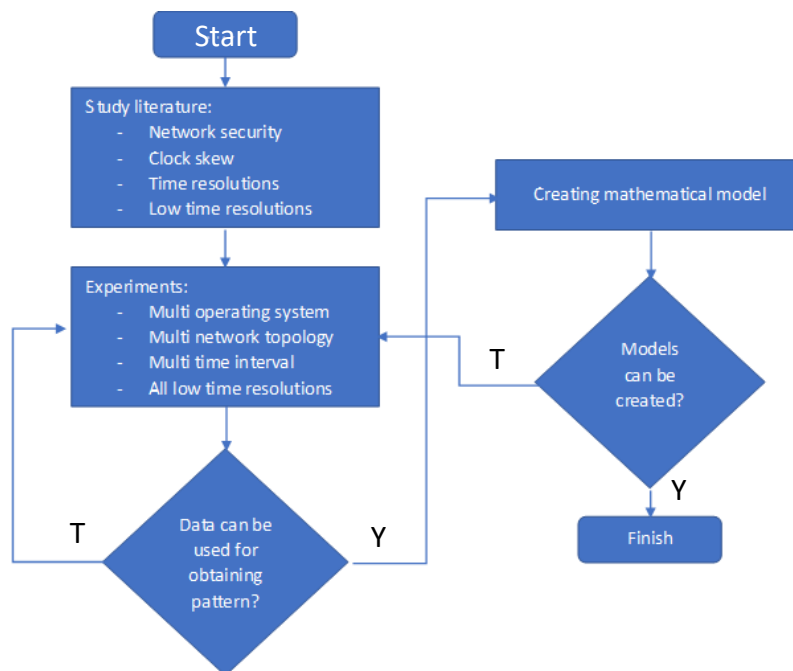 Start
Study literature:
- Network security
- Clock skew
- Time resolutions
- Low time resolutions
Experiments:
- Multi operating system
- Multi network topology
- Multi time interval
- All low time resolutions
Data can be
used for
obtaining
pattern?
T
Y
Creating mathematical model
Models
can be
created?
T
Y
Finish